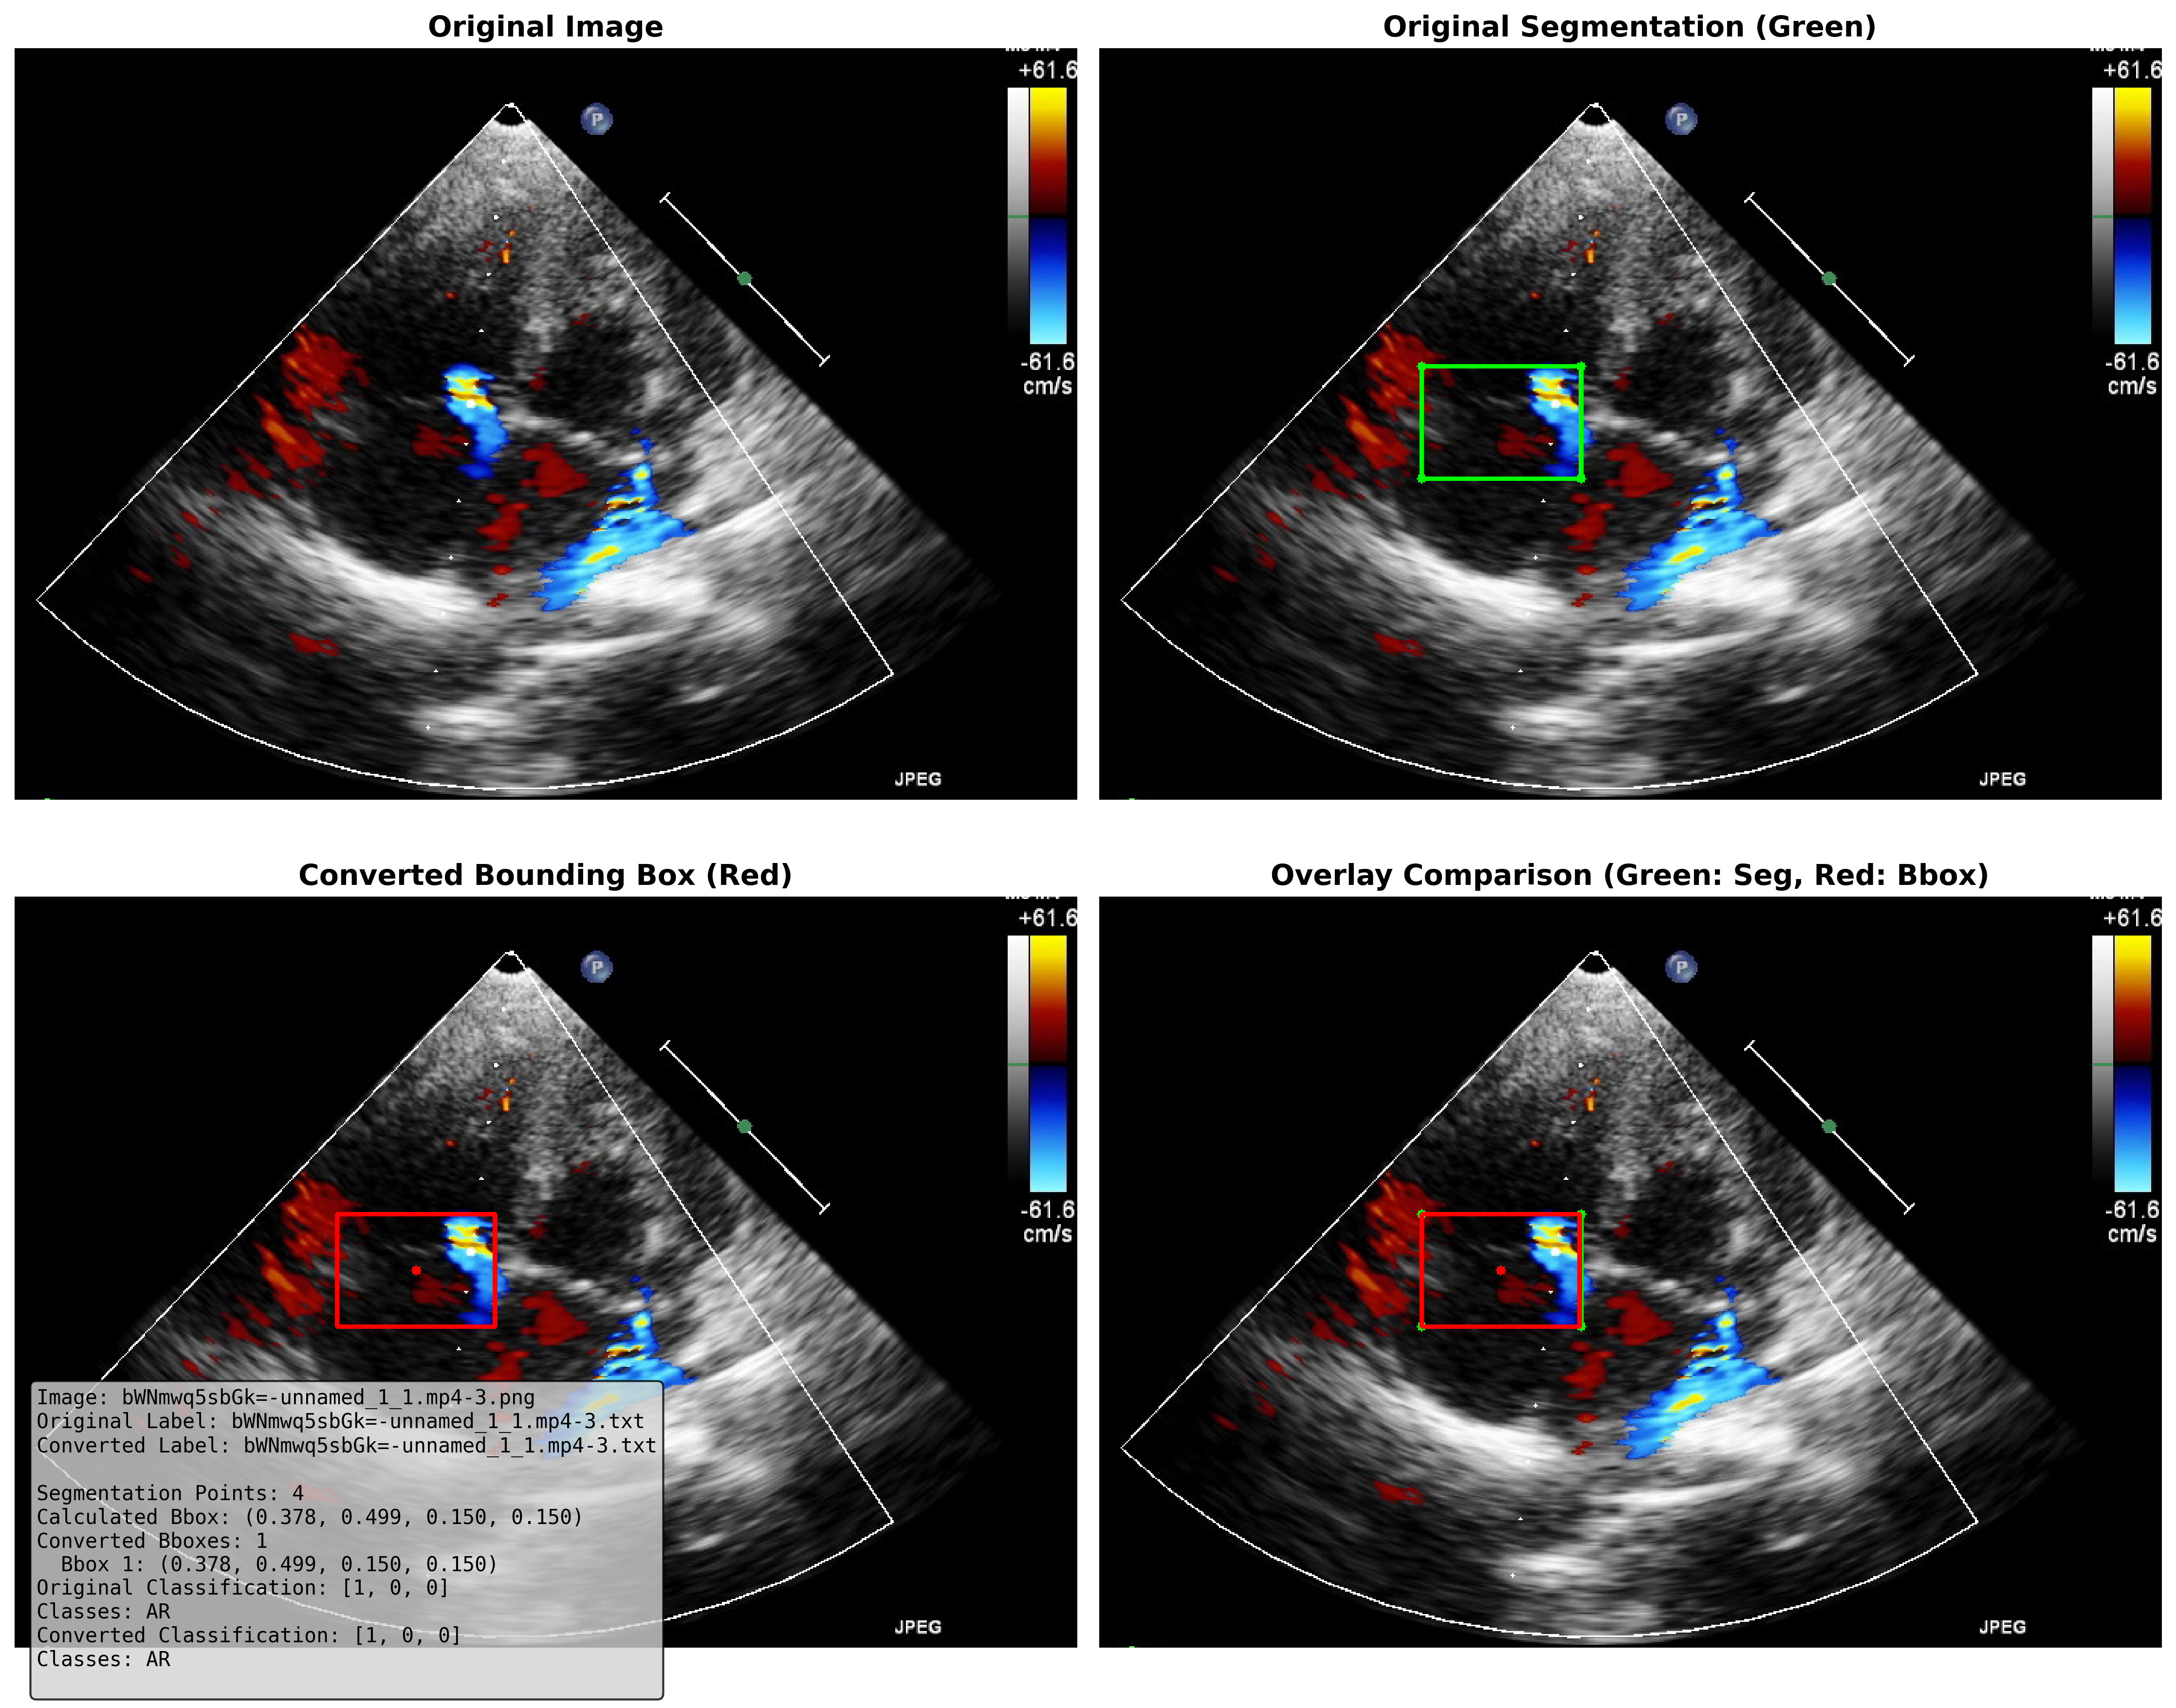 Original Image
+61.6
P
-61.6
cm/s
JPEG
Original Segmentation (Green)
+61.6
P
-61.6
cm/s
JPEG
Converted Bounding Box (Red)
+61.6
P
-61.6
cm/s
JPEG
Image: bWNmwq5sbGk=-unnamed_1_1.mp4-3.png
Original Label: bWNmwq5sbGk=-unnamed_1_1.mp4-3.txt
Converted Label: bWNmwq5sbGk=-unnamed_1_1.mp4-3.txt
Segmentation Points: 4
Calculated Bbox: (0.378, 0.499, 0.150, 0.150)
Converted Bboxes: 1
Bbox 1: (0.378, 0.499, 0.150, 0.150)
Original Classification: [1, 0, 0]
Classes: AR
Converted Classification: [1, 0, 0]
Classes: AR
Overlay Comparison (Green: Seg, Red: Bbox)
+61.6
P
-61.6
cm/s
JPEG